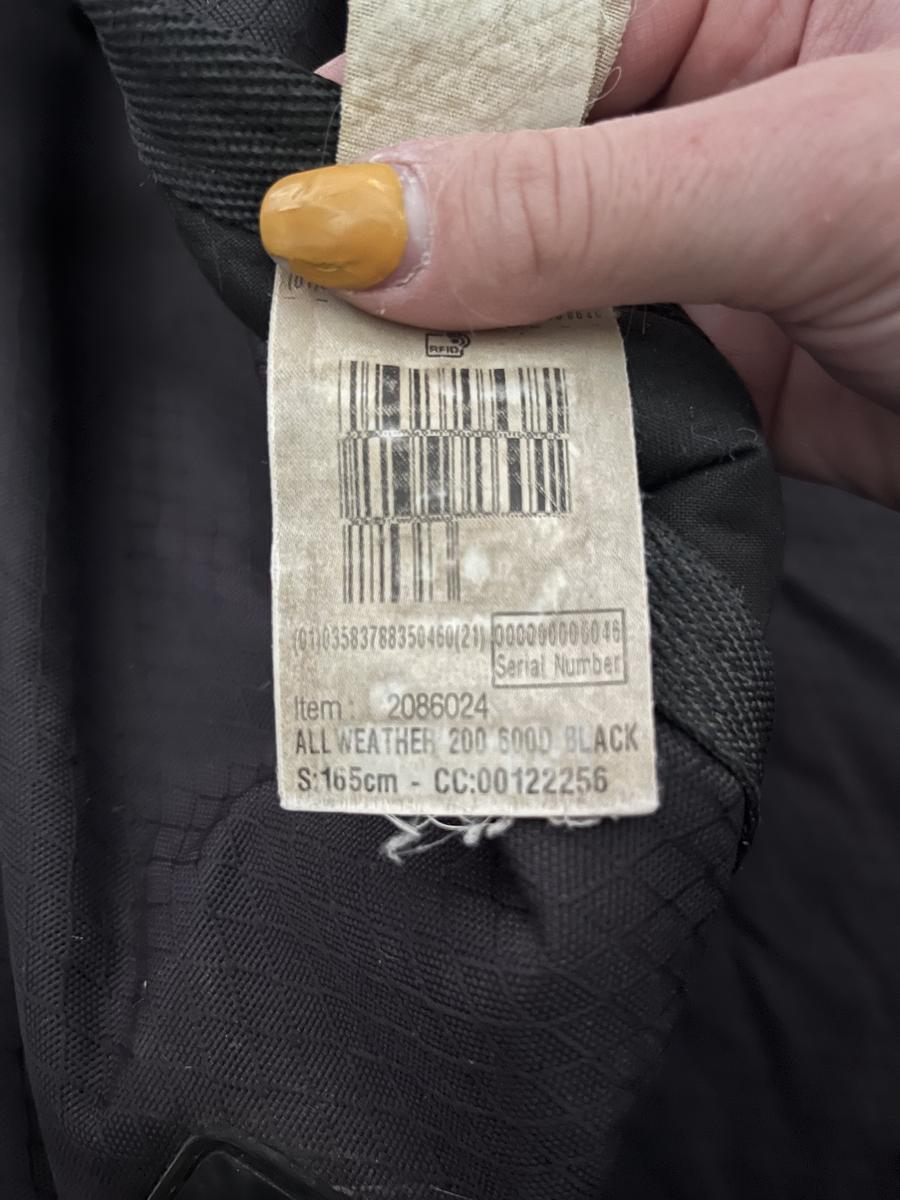 RFID
(01)03583788350460(21) 000000006046
Serial Number
Item : 2086024
ALL WEATHER 200 600D BLACK
S:165cm - CC:00122256